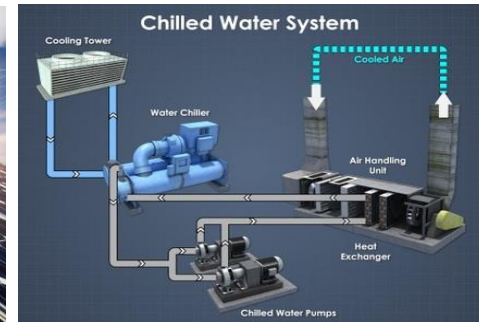 Chilled Water System
Cooling Tower
Cooled Air
Water Chiller
Air Handling
Unit
Heat
Exchanger
Chilled Water Pumps